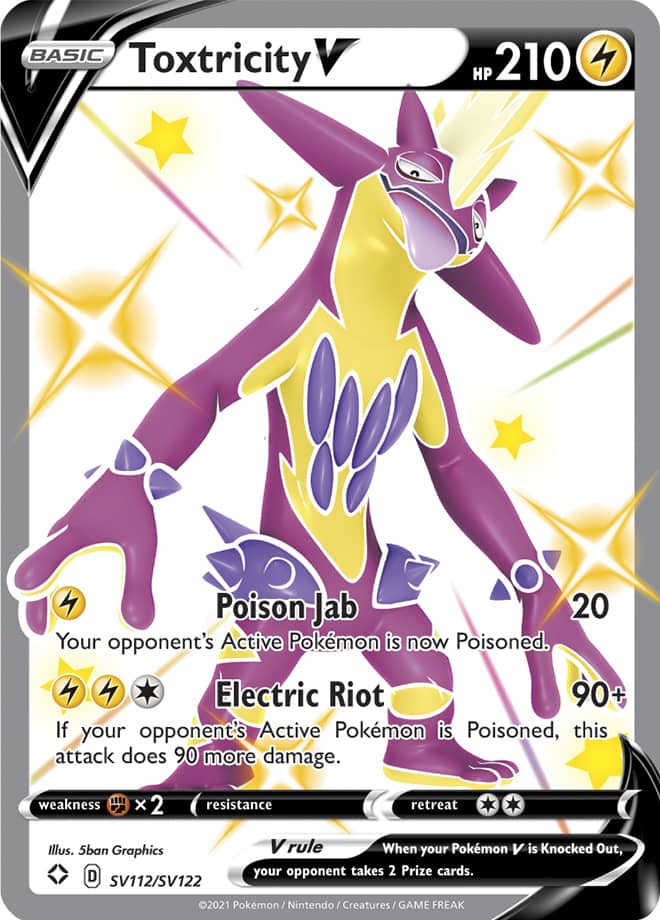 BASIC Toxtricity V HP 210
Poison Jab 20
Your opponent's Active Pokémon is now Poisoned.
Electric Riot 90+
If your opponent's Active Pokémon is Poisoned, this
attack does 90 more damage.
weakness ×2 resistance retreat
Illus. 5ban Graphics
V rule When your Pokémon V is Knocked Out,
your opponent takes 2 Prize cards.
D SV112/SV122
©2021 Pokémon / Nintendo / Creatures / GAME FREAK